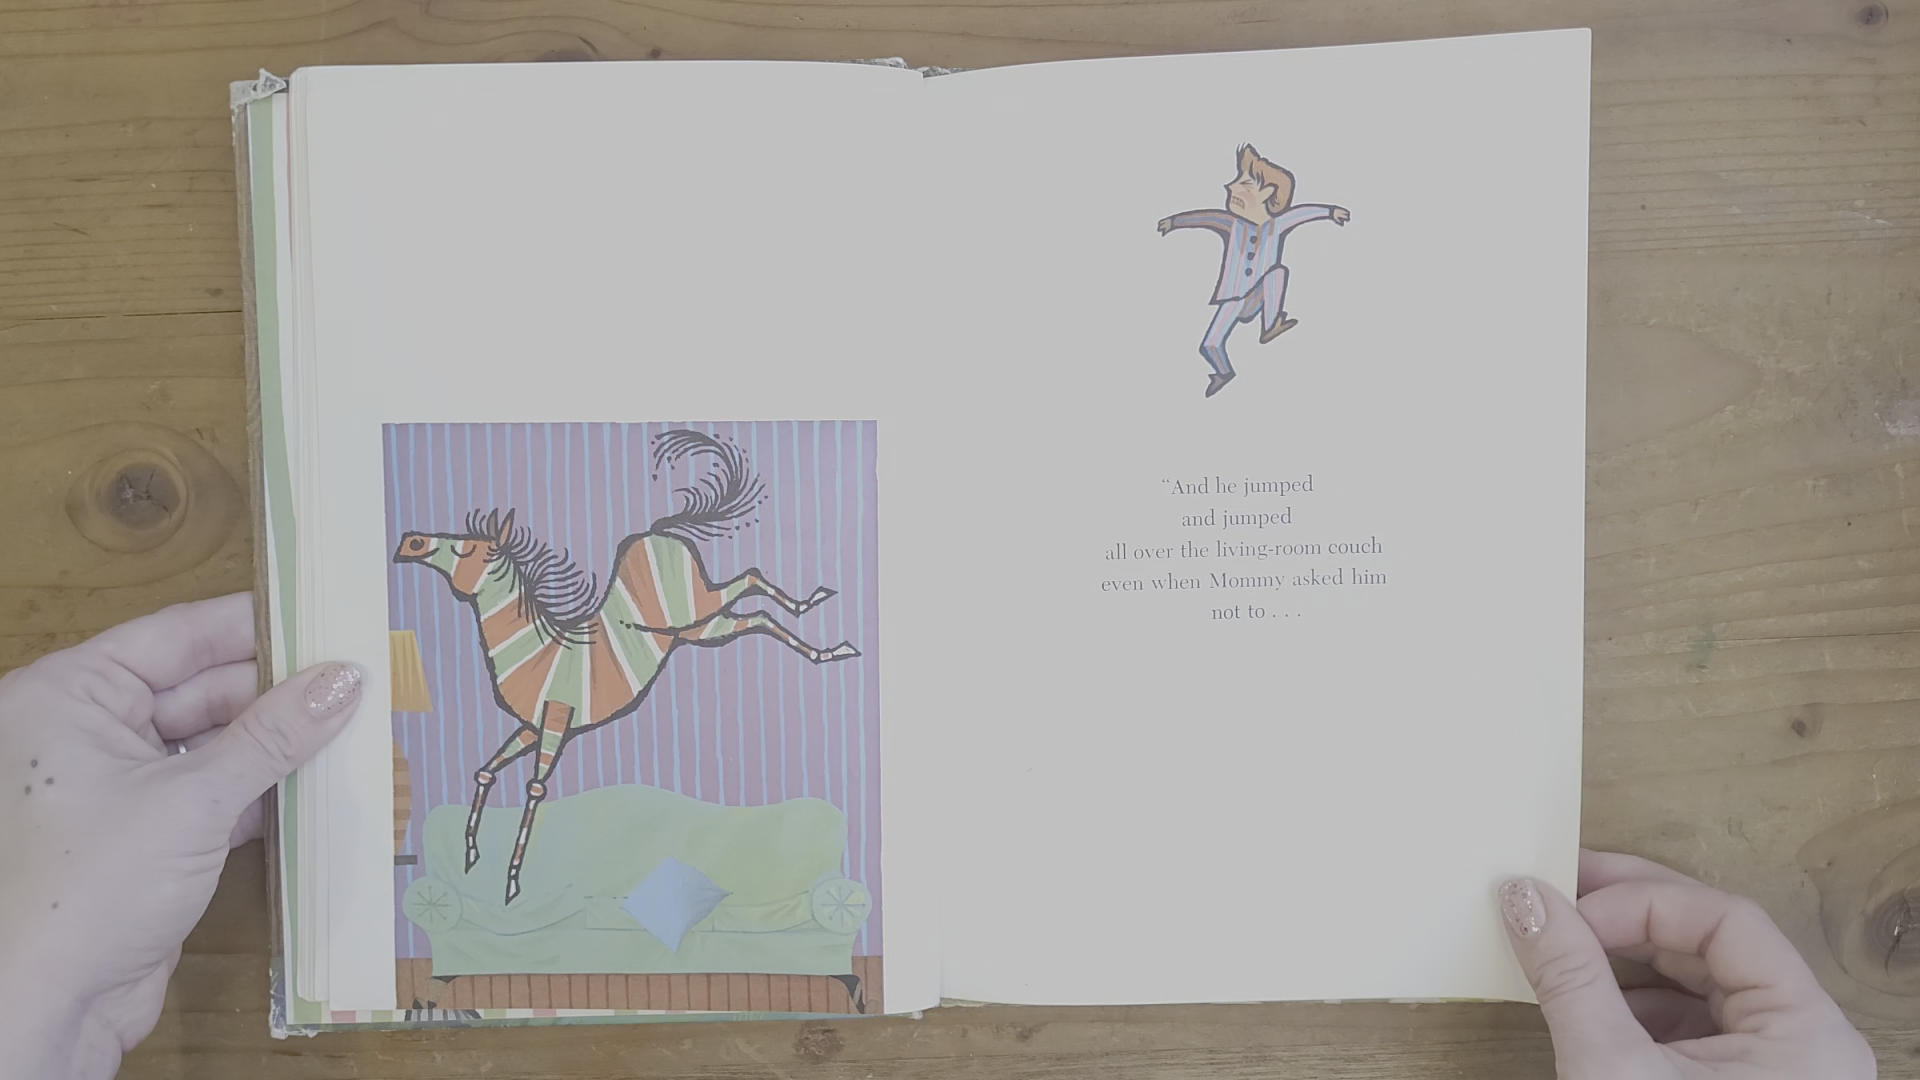 “And he jumped
and jumped
all over the living-room couch
even when Mommy asked him
not to . . .